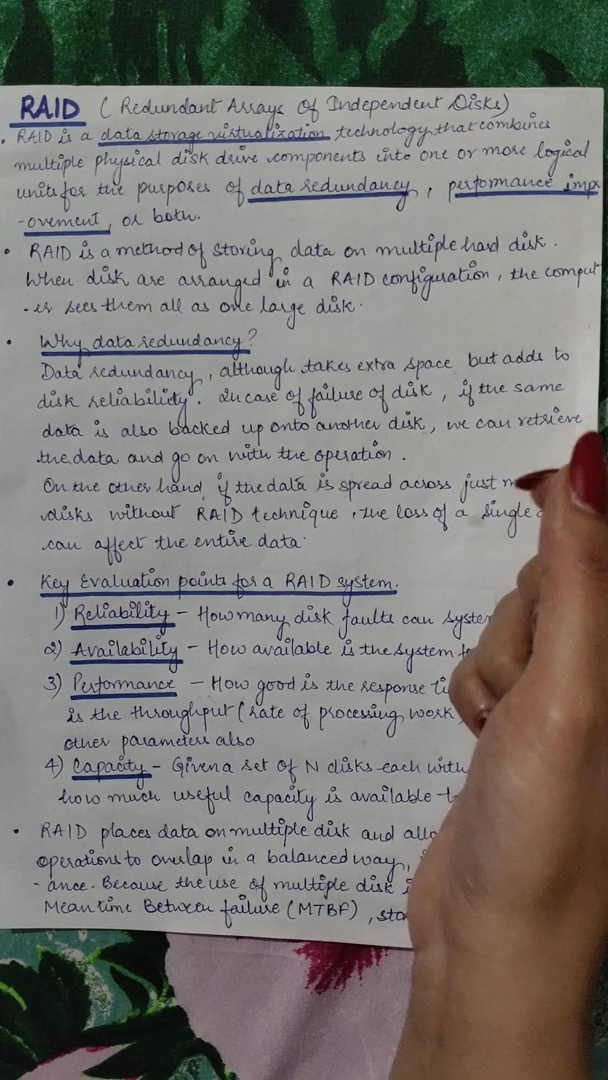 RAID (Redundant Arrays Of Independent Disks)
• RAID is a data storage virtualization technology that combines
multiple physical disk drive components into one or more logical
units for the purposes of data redundancy, performance impr
-ovement, or both.
• RAID is a method of storing data on multiple hard disk.
When disk are arranged in a RAID configuration, the comput
-er sees them all as one large disk.
• Why data redundancy?
Data redundancy, although takes extra space but adds to
disk reliability. In case of failure of disk, if the same
data is also backed up onto another disk, we can retrieve
the data and go on with the operation.
On the other hand, if the data is spread across just
disks without RAID technique, the loss of a single
can affect the entire data.
• Key Evaluation points for a RAID system.
1) Reliability - How many disk faults can system
2) Availability - How available is the system
3) Performance - How good is the response
is the throughput (rate of processing work)
other parameters also
4) Capacity - Given a set of N disks each with
how much useful capacity is available
• RAID places data on multiple disk and
operations to overlap in a balanced way,
-ance. Because the use of multiple disk
Mean time Between failure (MTBF),